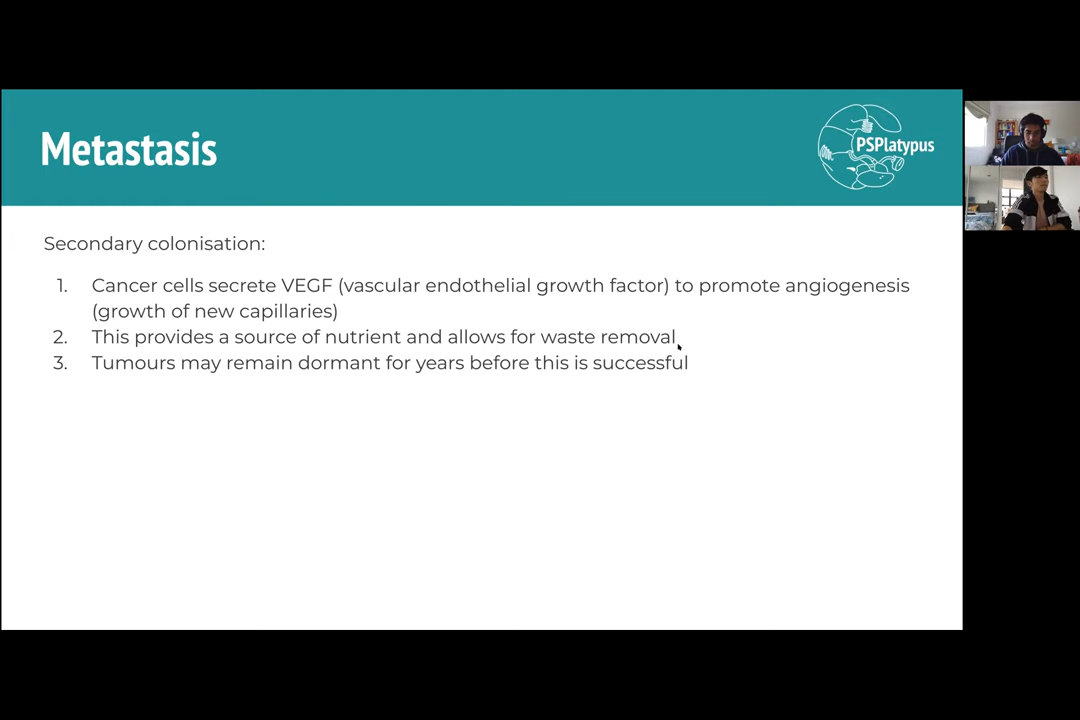 Metastasis
PSPlatypus
Secondary colonisation:
1. Cancer cells secrete VEGF (vascular endothelial growth factor) to promote angiogenesis
(growth of new capillaries)
2. This provides a source of nutrient and allows for waste removal
3. Tumours may remain dormant for years before this is successful